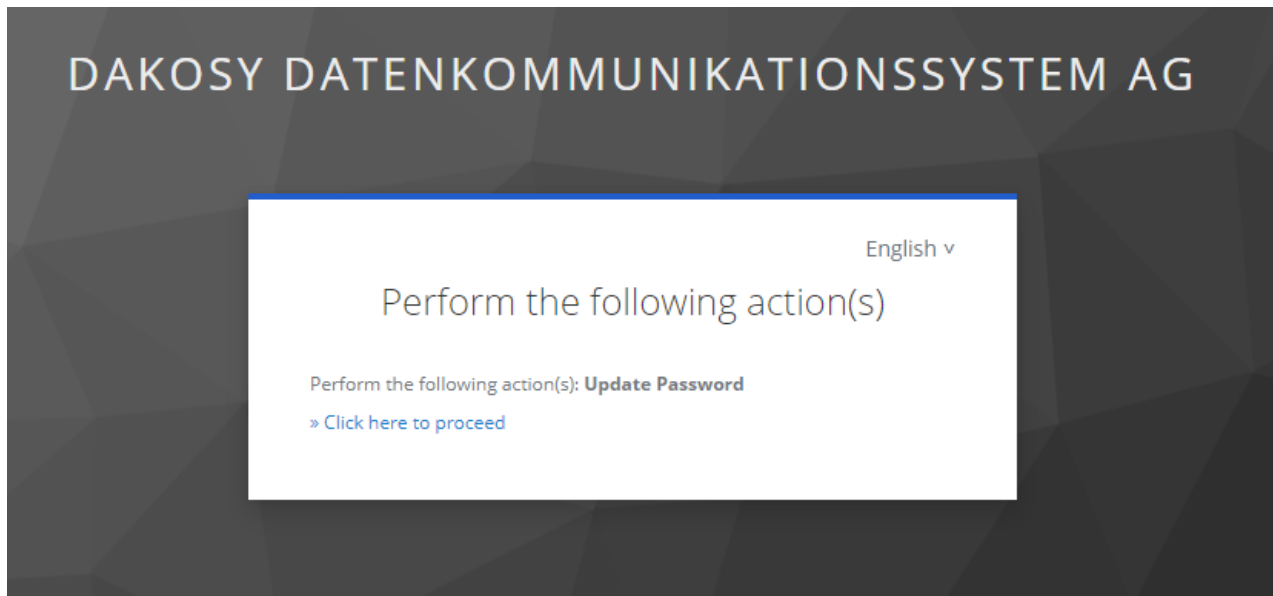 DAKOSY DATENKOMMUNIKATIONSSYSTEM AG
English ˅
Perform the following action(s)
Perform the following action(s): Update Password
» Click here to proceed